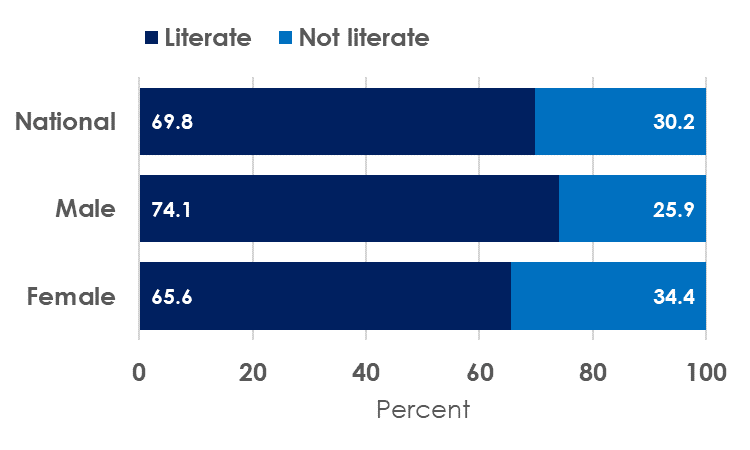 Literate Not literate
National 69.8 30.2
Male 74.1 25.9
Female 65.6 34.4
0 20 40 60 80 100
Percent